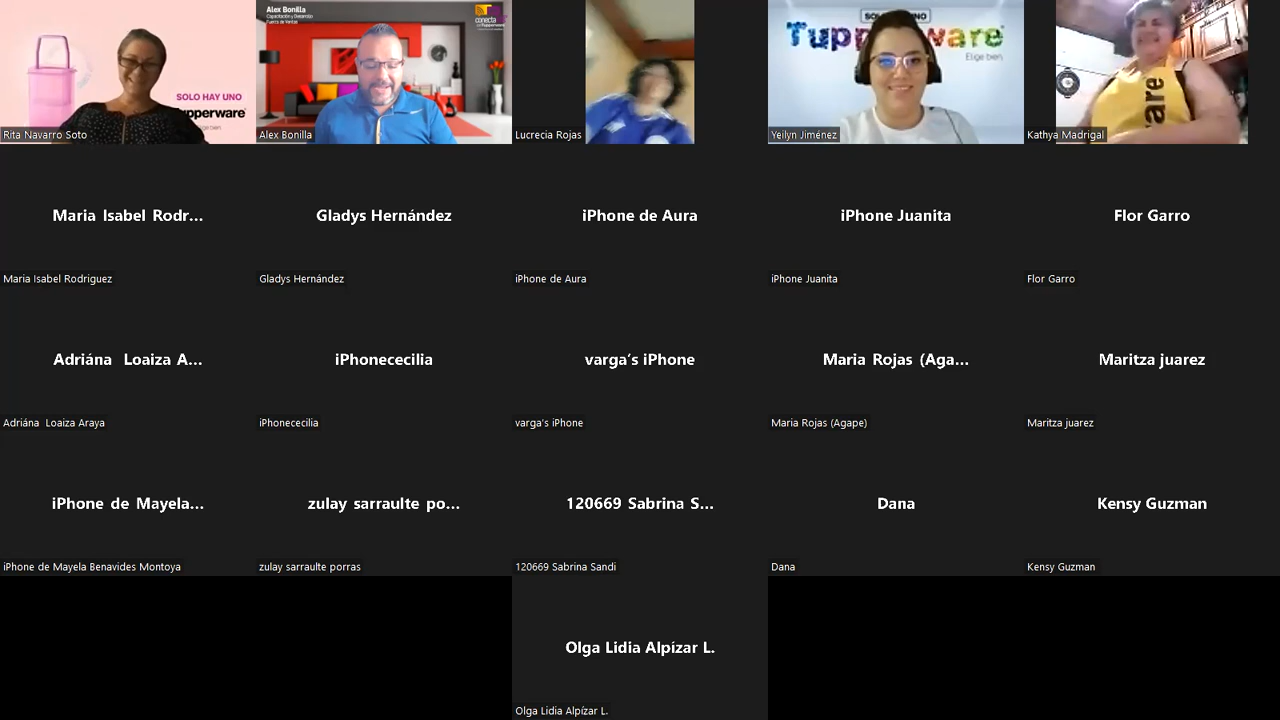 SOLO HAY UNO
Tupperware
Elige bien.
Rita Navarro Soto
Alex Bonilla
Capacitación y Desarrollo
Fuerza de Ventas
conecta
Alex Bonilla
Lucrecia Rojas
SOLO
NO
Tupperware
Elige bien.
Yeilyn Jiménez
ware
Kathya Madrigal
Maria Isabel Rodr...
Maria Isabel Rodriguez
Gladys Hernández
Gladys Hernández
iPhone de Aura
iPhone de Aura
iPhone Juanita
iPhone Juanita
Flor Garro
Flor Garro
Adriána Loaiza A...
Adriána Loaiza Araya
iPhonececilia
iPhonececilia
varga's iPhone
varga's iPhone
Maria Rojas (Aga...
Maria Rojas (Agape)
Maritza juarez
Maritza juarez
iPhone de Mayela...
iPhone de Mayela Benavides Montoya
zulay sarraulte po...
zulay sarraulte porras
120669 Sabrina S...
120669 Sabrina Sandi
Dana
Dana
Kensy Guzman
Kensy Guzman
Olga Lidia Alpízar L.
Olga Lidia Alpízar L.